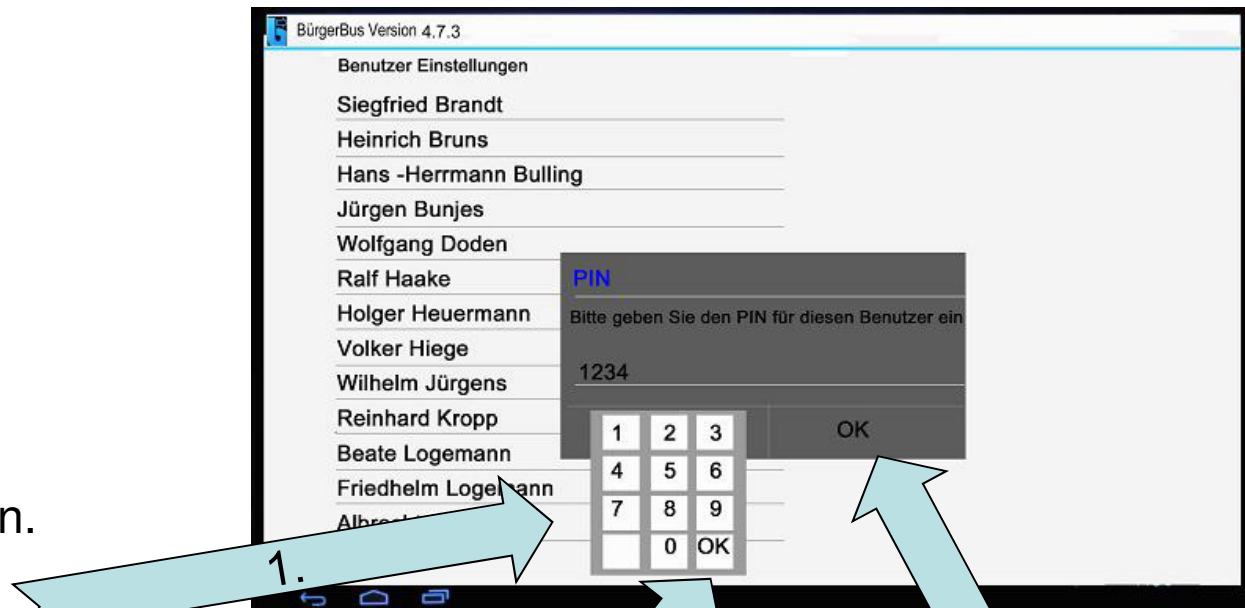 BürgerBus Version 4.7.3
Benutzer Einstellungen
Siegfried Brandt
Heinrich Bruns
Hans -Herrmann Bulling
Jürgen Bunjes
Wolfgang Doden
Ralf Haake
Holger Heuermann
Volker Hiege
Wilhelm Jürgens
Reinhard Kropp
Beate Logemann
Friedhelm Logemann
PIN
Bitte geben Sie den PIN für diesen Benutzer ein
1234
OK
1 2 3
4 5 6
7 8 9
0 OK
n.
1.